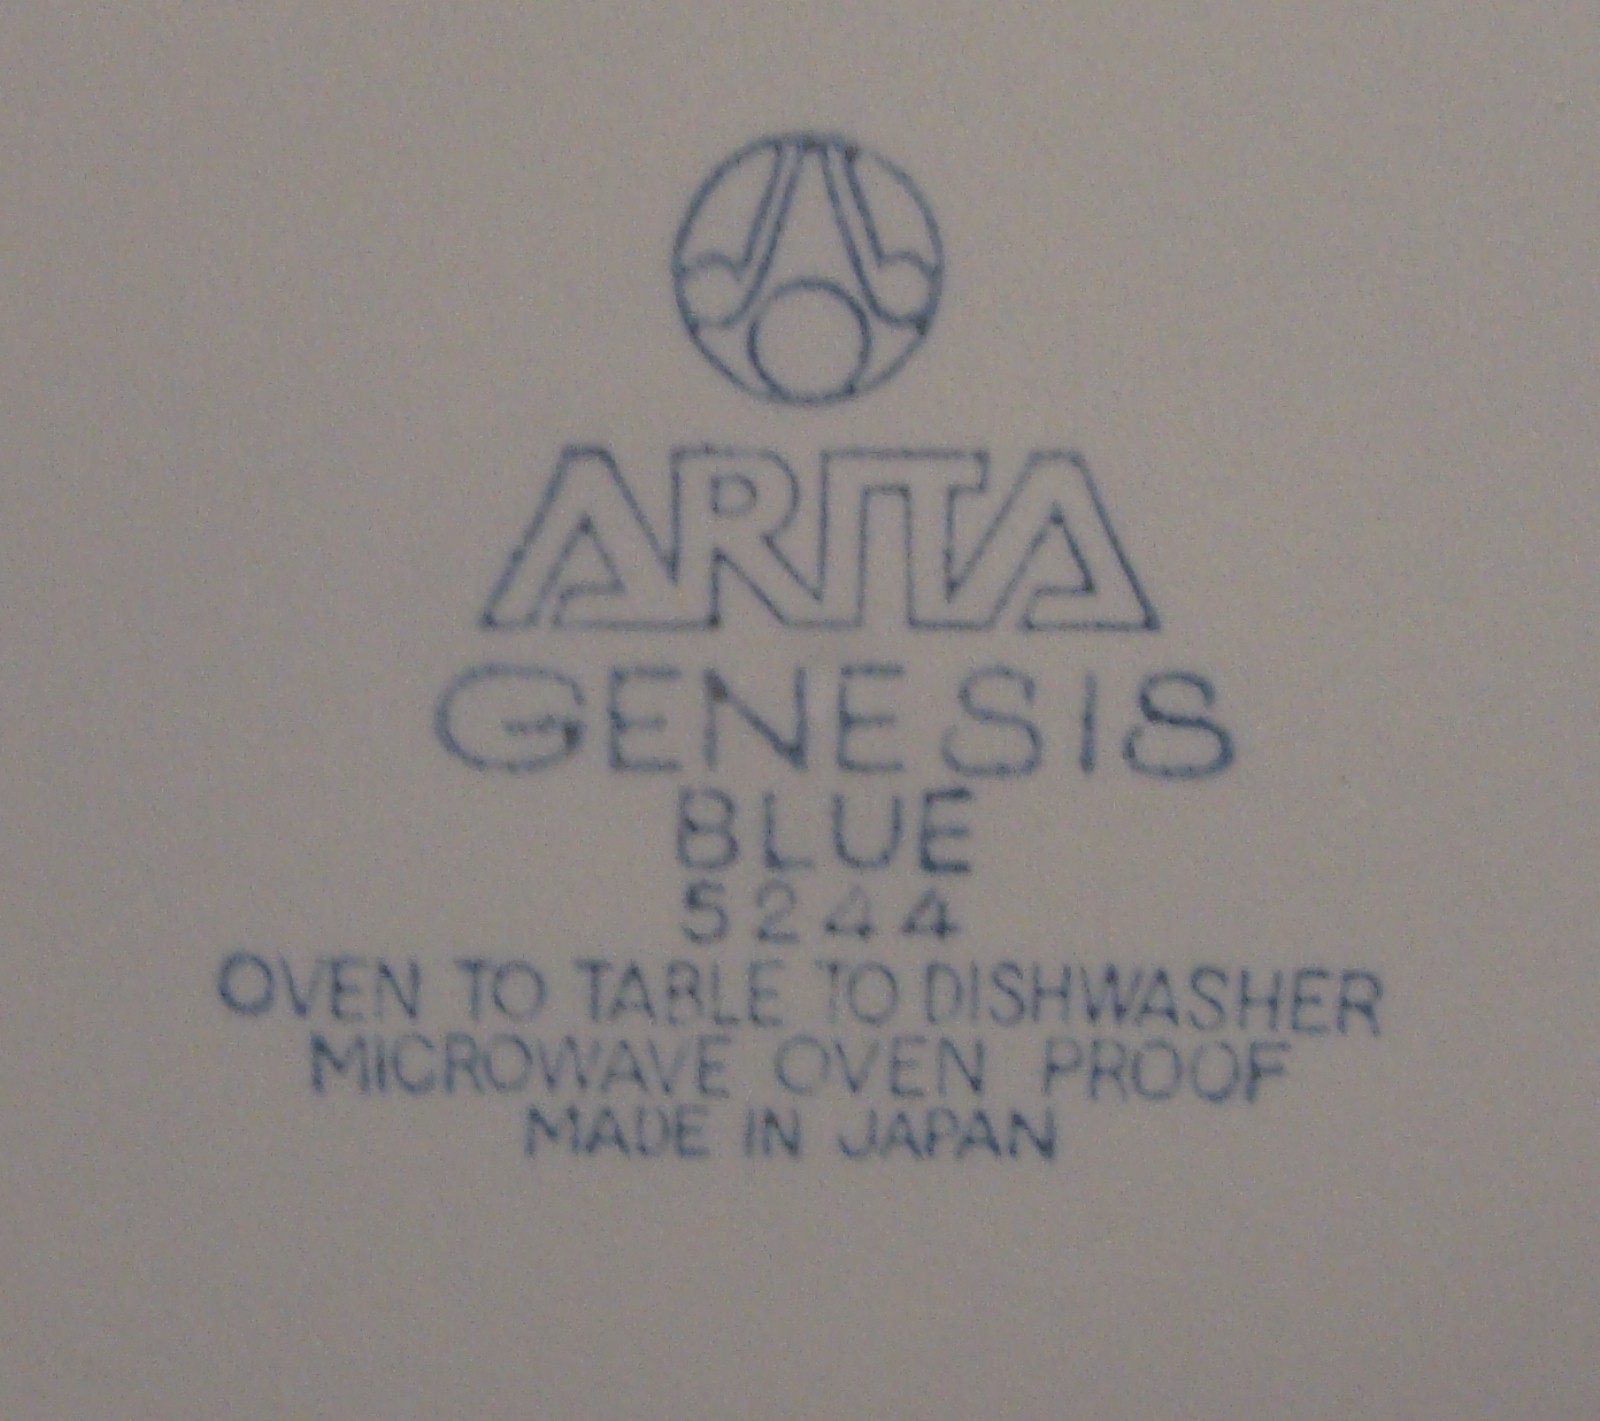 ARITA
GENESIS
BLUE
5244
OVEN TO TABLE TO DISHWASHER
MICROWAVE OVEN PROOF
MADE IN JAPAN